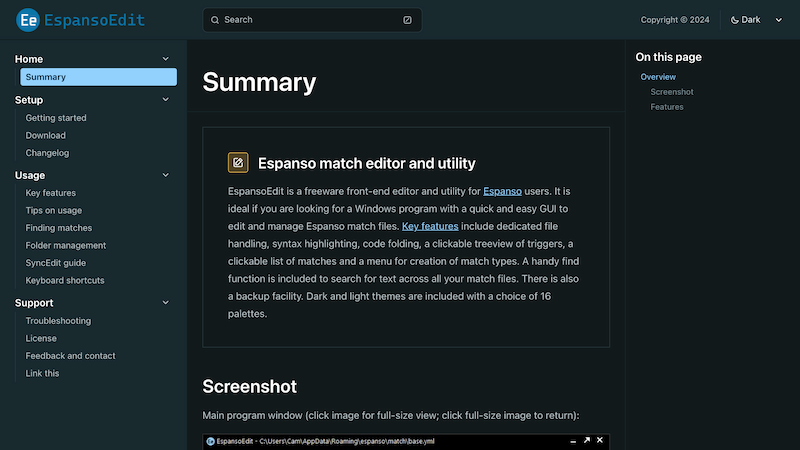 Ee EspansoEdit
Search
Copyright © 2024
Dark
Home
Summary
Setup
Getting started
Download
Changelog
Usage
Key features
Tips on usage
Finding matches
Folder management
SyncEdit guide
Keyboard shortcuts
Support
Troubleshooting
License
Feedback and contact
Link this
Summary
Espanso match editor and utility
EspansoEdit is a freeware front-end editor and utility for Espanso users. It is
ideal if you are looking for a Windows program with a quick and easy GUI to
edit and manage Espanso match files. Key features include dedicated file
handling, syntax highlighting, code folding, a clickable treeview of triggers, a
clickable list of matches and a menu for creation of match types. A handy find
function is included to search for text across all your match files. There is also
a backup facility. Dark and light themes are included with a choice of 16
palettes.
Screenshot
Main program window (click image for full-size view; click full-size image to return):
Ee EspansoEdit - C:\Users\Cam\AppData\Roaming\espanso\match\base.yml
On this page
Overview
Screenshot
Features